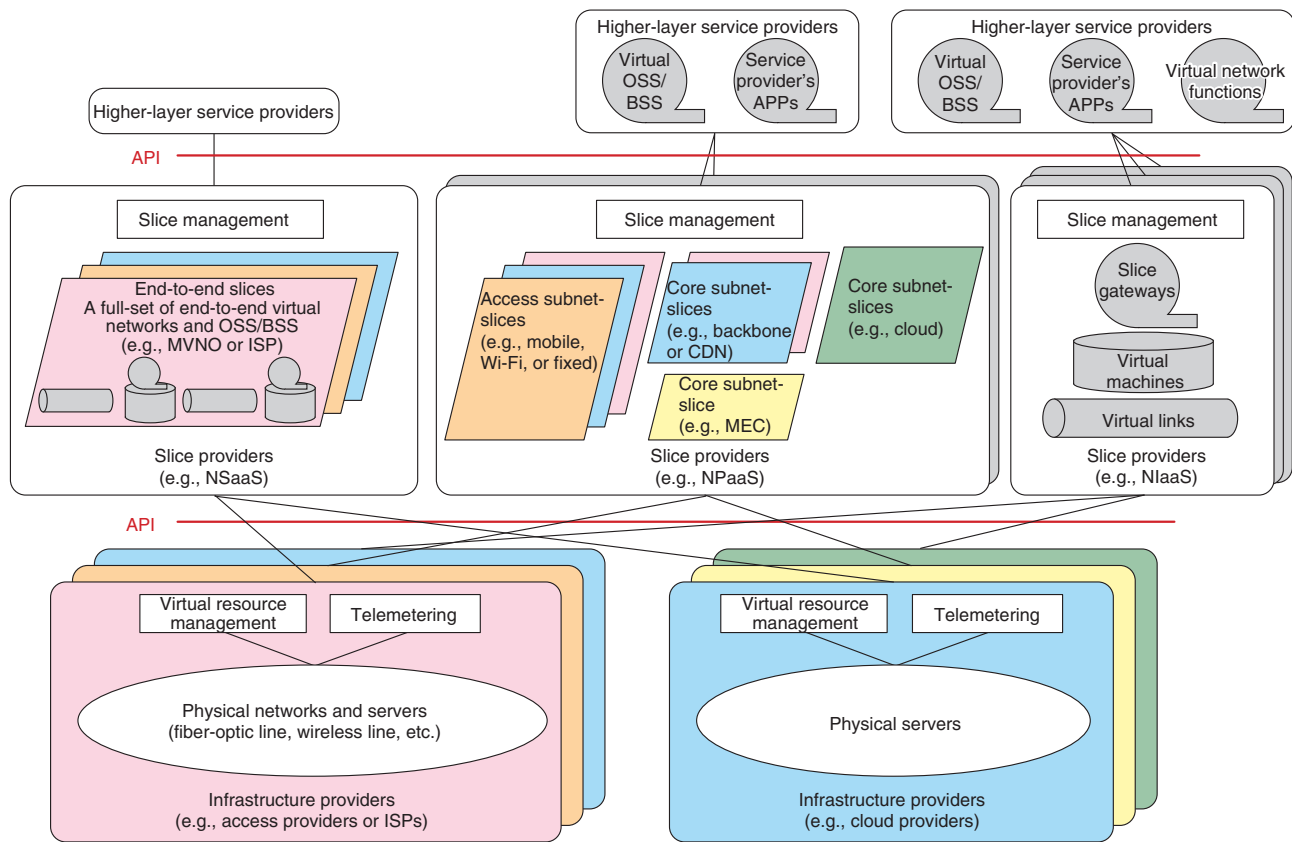 Higher-layer service providers
Virtual
OSS/
BSS
Service
provider's
APPs
Higher-layer service providers
Virtual
OSS/
BSS
Service
provider's
APPs
Virtual network
functions
Higher-layer service providers
API
Slice management
End-to-end slices
A full-set of end-to-end virtual
networks and OSS/BSS
(e.g., MVNO or ISP)
Slice providers
(e.g., NSaaS)
Slice management
Access subnet-
slices
(e.g., mobile,
Wi-Fi, or fixed)
Core subnet-
slices
(e.g., backbone
or CDN)
Core subnet-
slices
(e.g., cloud)
Core subnet-
slice
(e.g., MEC)
Slice providers
(e.g., NPaaS)
Slice management
Slice
gateways
Virtual
machines
Virtual links
Slice providers
(e.g., NIaaS)
API
Virtual resource
management
Telemetering
Physical networks and servers
(fiber-optic line, wireless line, etc.)
Infrastructure providers
(e.g., access providers or ISPs)
Virtual resource
management
Telemetering
Physical servers
Infrastructure providers
(e.g., cloud providers)